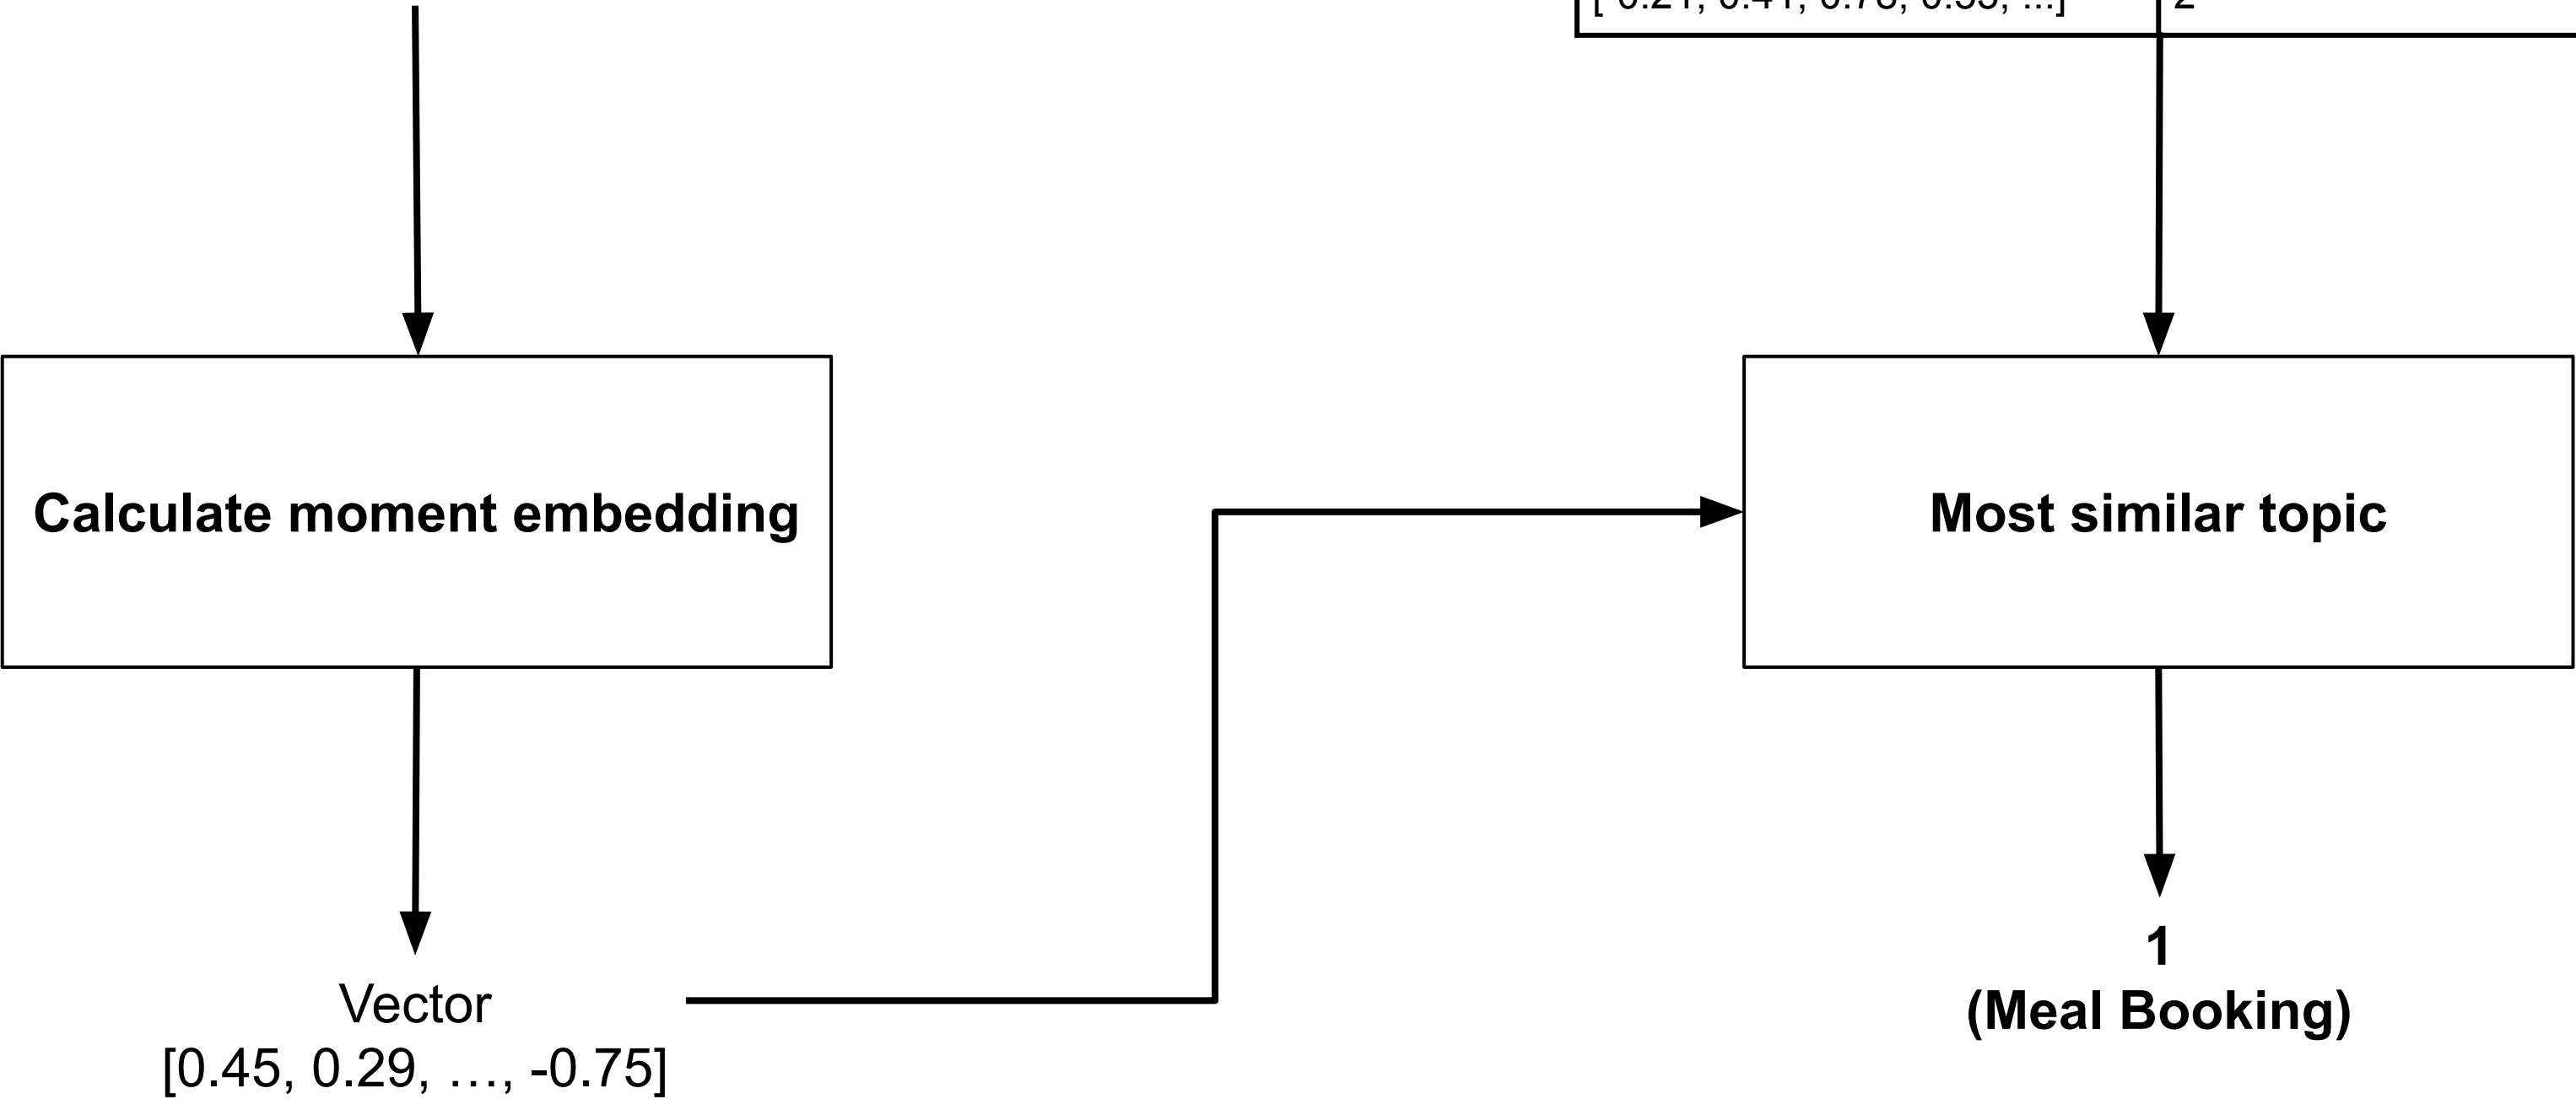 Calculate moment embedding
Most similar topic
Vector
[0.45, 0.29, …, -0.75]
1
(Meal Booking)